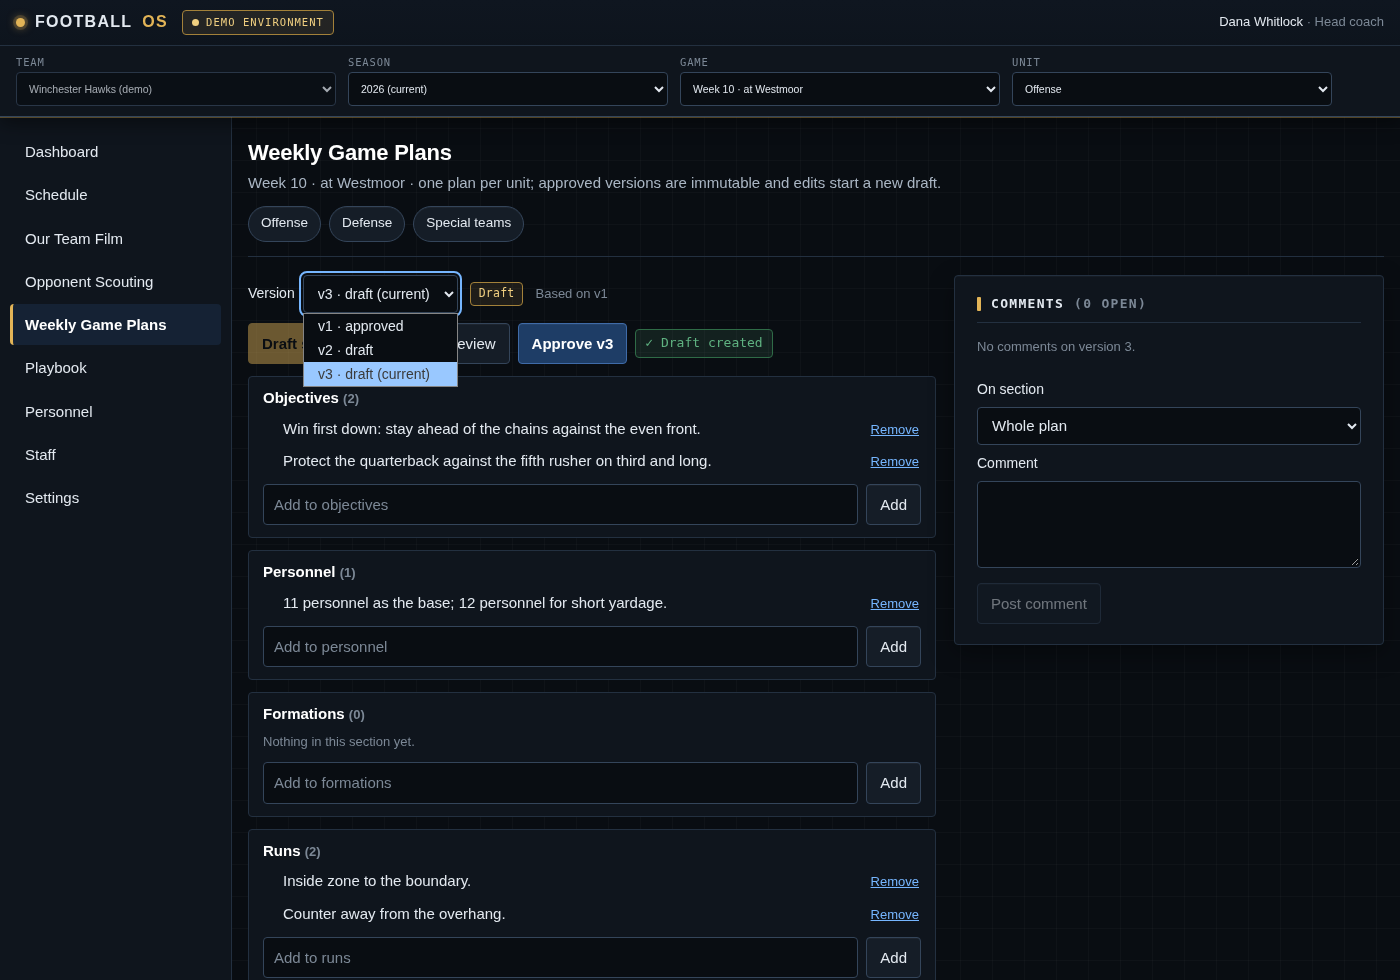 FOOTBALL OS
DEMO ENVIRONMENT
Dana Whitlock · Head coach
TEAM
Winchester Hawks (demo)
SEASON
2026 (current)
GAME
Week 10 · at Westmoor
UNIT
Offense
Dashboard
Schedule
Our Team Film
Opponent Scouting
Weekly Game Plans
Playbook
Personnel
Staff
Settings
Weekly Game Plans
Week 10 · at Westmoor · one plan per unit; approved versions are immutable and edits start a new draft.
Offense
Defense
Special teams
Version
v3 · draft (current)
Draft
Based on v1
v1 · approved
v2 · draft
v3 · draft (current)
Draft
Approve v3
✓ Draft created
Objectives (2)
Win first down: stay ahead of the chains against the even front.
Remove
Protect the quarterback against the fifth rusher on third and long.
Remove
Add to objectives
Add
Personnel (1)
11 personnel as the base; 12 personnel for short yardage.
Remove
Add to personnel
Add
Formations (0)
Nothing in this section yet.
Add to formations
Add
Runs (2)
Inside zone to the boundary.
Remove
Counter away from the overhang.
Remove
Add to runs
Add
COMMENTS (0 OPEN)
No comments on version 3.
On section
Whole plan
Comment
Post comment